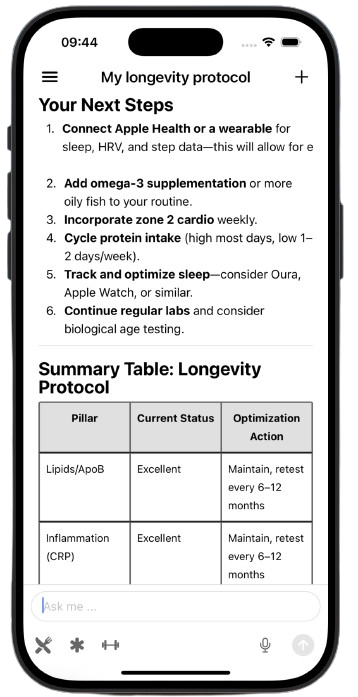 09:44
My longevity protocol
Your Next Steps
1. Connect Apple Health or a wearable for
sleep, HRV, and step data—this will allow for e
2. Add omega-3 supplementation or more
oily fish to your routine.
3. Incorporate zone 2 cardio weekly.
4. Cycle protein intake (high most days, low 1–
2 days/week).
5. Track and optimize sleep—consider Oura,
Apple Watch, or similar.
6. Continue regular labs and consider
biological age testing.
Summary Table: Longevity
Protocol
Pillar Current Status Optimization
Action
Lipids/ApoB Excellent Maintain, retest
every 6–12
months
Inflammation Excellent Maintain, retest
(CRP) every 6–12
months
Ask me ...